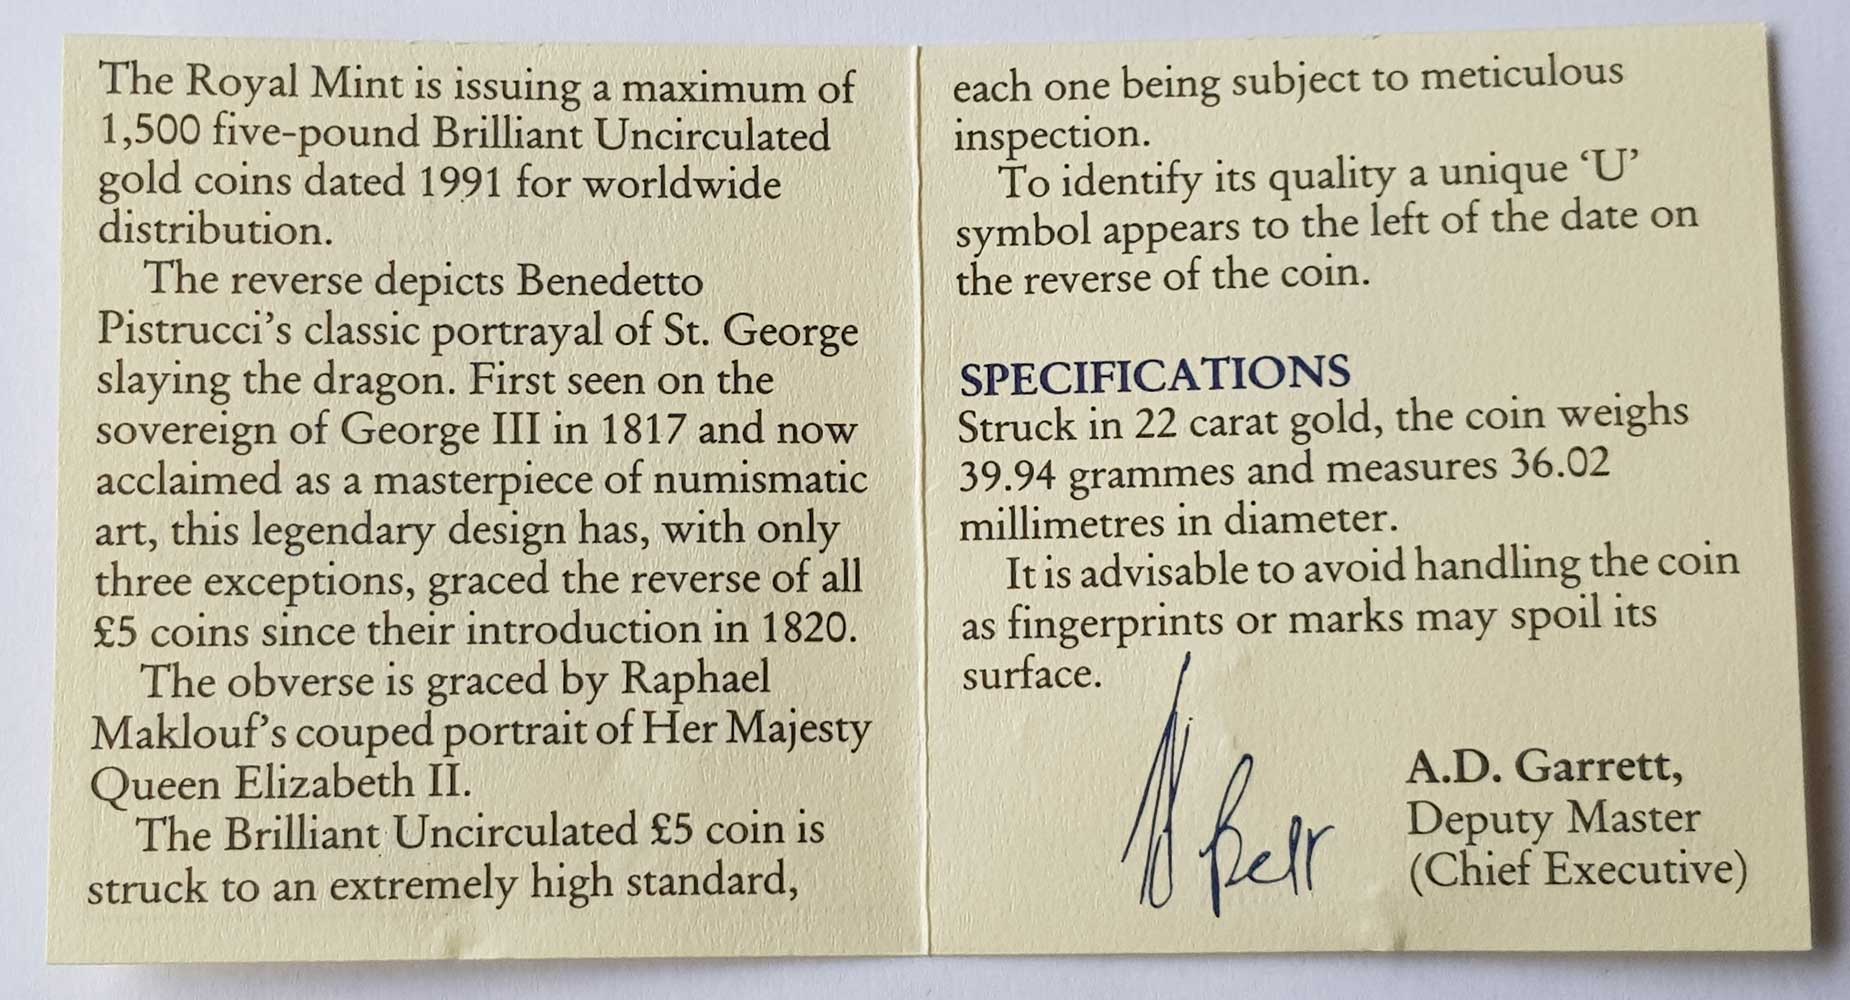 The Royal Mint is issuing a maximum of
1,500 five-pound Brilliant Uncirculated
gold coins dated 1991 for worldwide
distribution.
The reverse depicts Benedetto
Pistrucci's classic portrayal of St. George
slaying the dragon. First seen on the
sovereign of George III in 1817 and now
acclaimed as a masterpiece of numismatic
art, this legendary design has, with only
three exceptions, graced the reverse of all
£5 coins since their introduction in 1820.
The obverse is graced by Raphael
Maklouf's couped portrait of Her Majesty
Queen Elizabeth II.
The Brilliant Uncirculated £5 coin is
struck to an extremely high standard,
each one being subject to meticulous
inspection.
To identify its quality a unique ‘U’
symbol appears to the left of the date on
the reverse of the coin.
SPECIFICATIONS
Struck in 22 carat gold, the coin weighs
39.94 grammes and measures 36.02
millimetres in diameter.
It is advisable to avoid handling the coin
as fingerprints or marks may spoil its
surface.
A.D. Garrett,
Deputy Master
(Chief Executive)